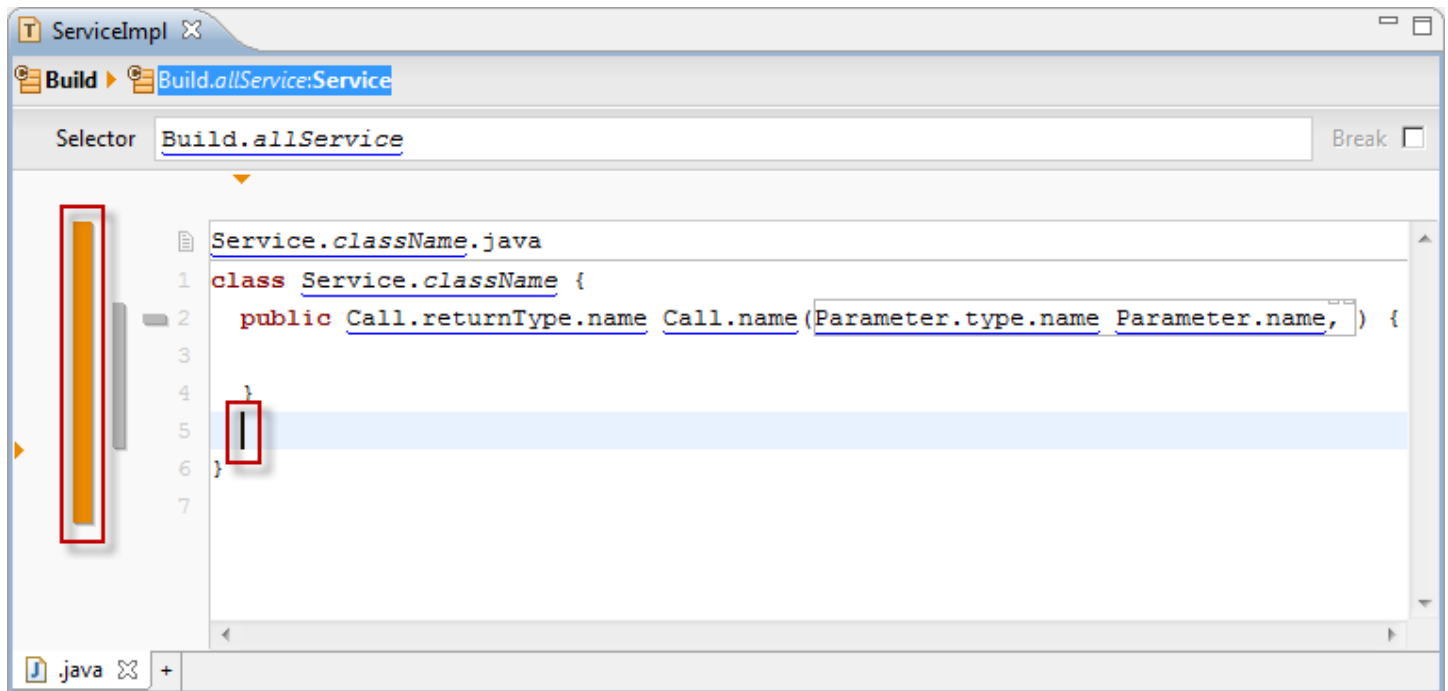 T ServiceImpl
Build Build.allService:Service
Selector Build.allService Break
Service.className.java
1 class Service.className {
2 public Call.returnType.name Call.name(Parameter.type.name Parameter.name, ) {
3
4 }
5
6 }
7
J .java +